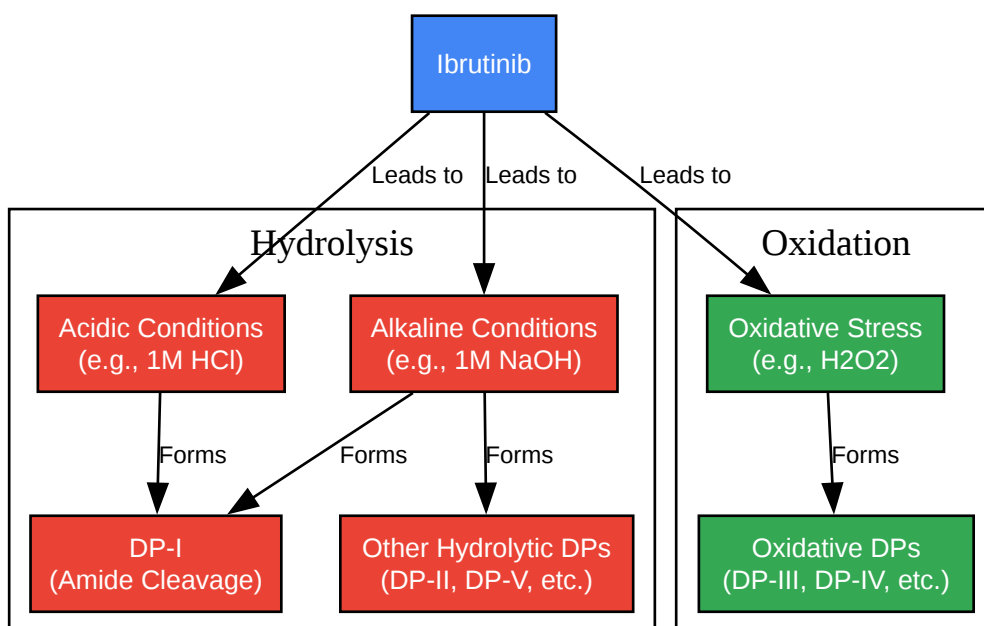 Ibrutinib
Leads to
Leads to
Leads to
Hydrolysis
Oxidation
Acidic Conditions
(e.g., 1M HCl)
Alkaline Conditions
(e.g., 1M NaOH)
Oxidative Stress
(e.g., H2O2)
Forms
Forms
Forms
Forms
DP-I
(Amide Cleavage)
Other Hydrolytic DPs
(DP-II, DP-V, etc.)
Oxidative DPs
(DP-III, DP-IV, etc.)